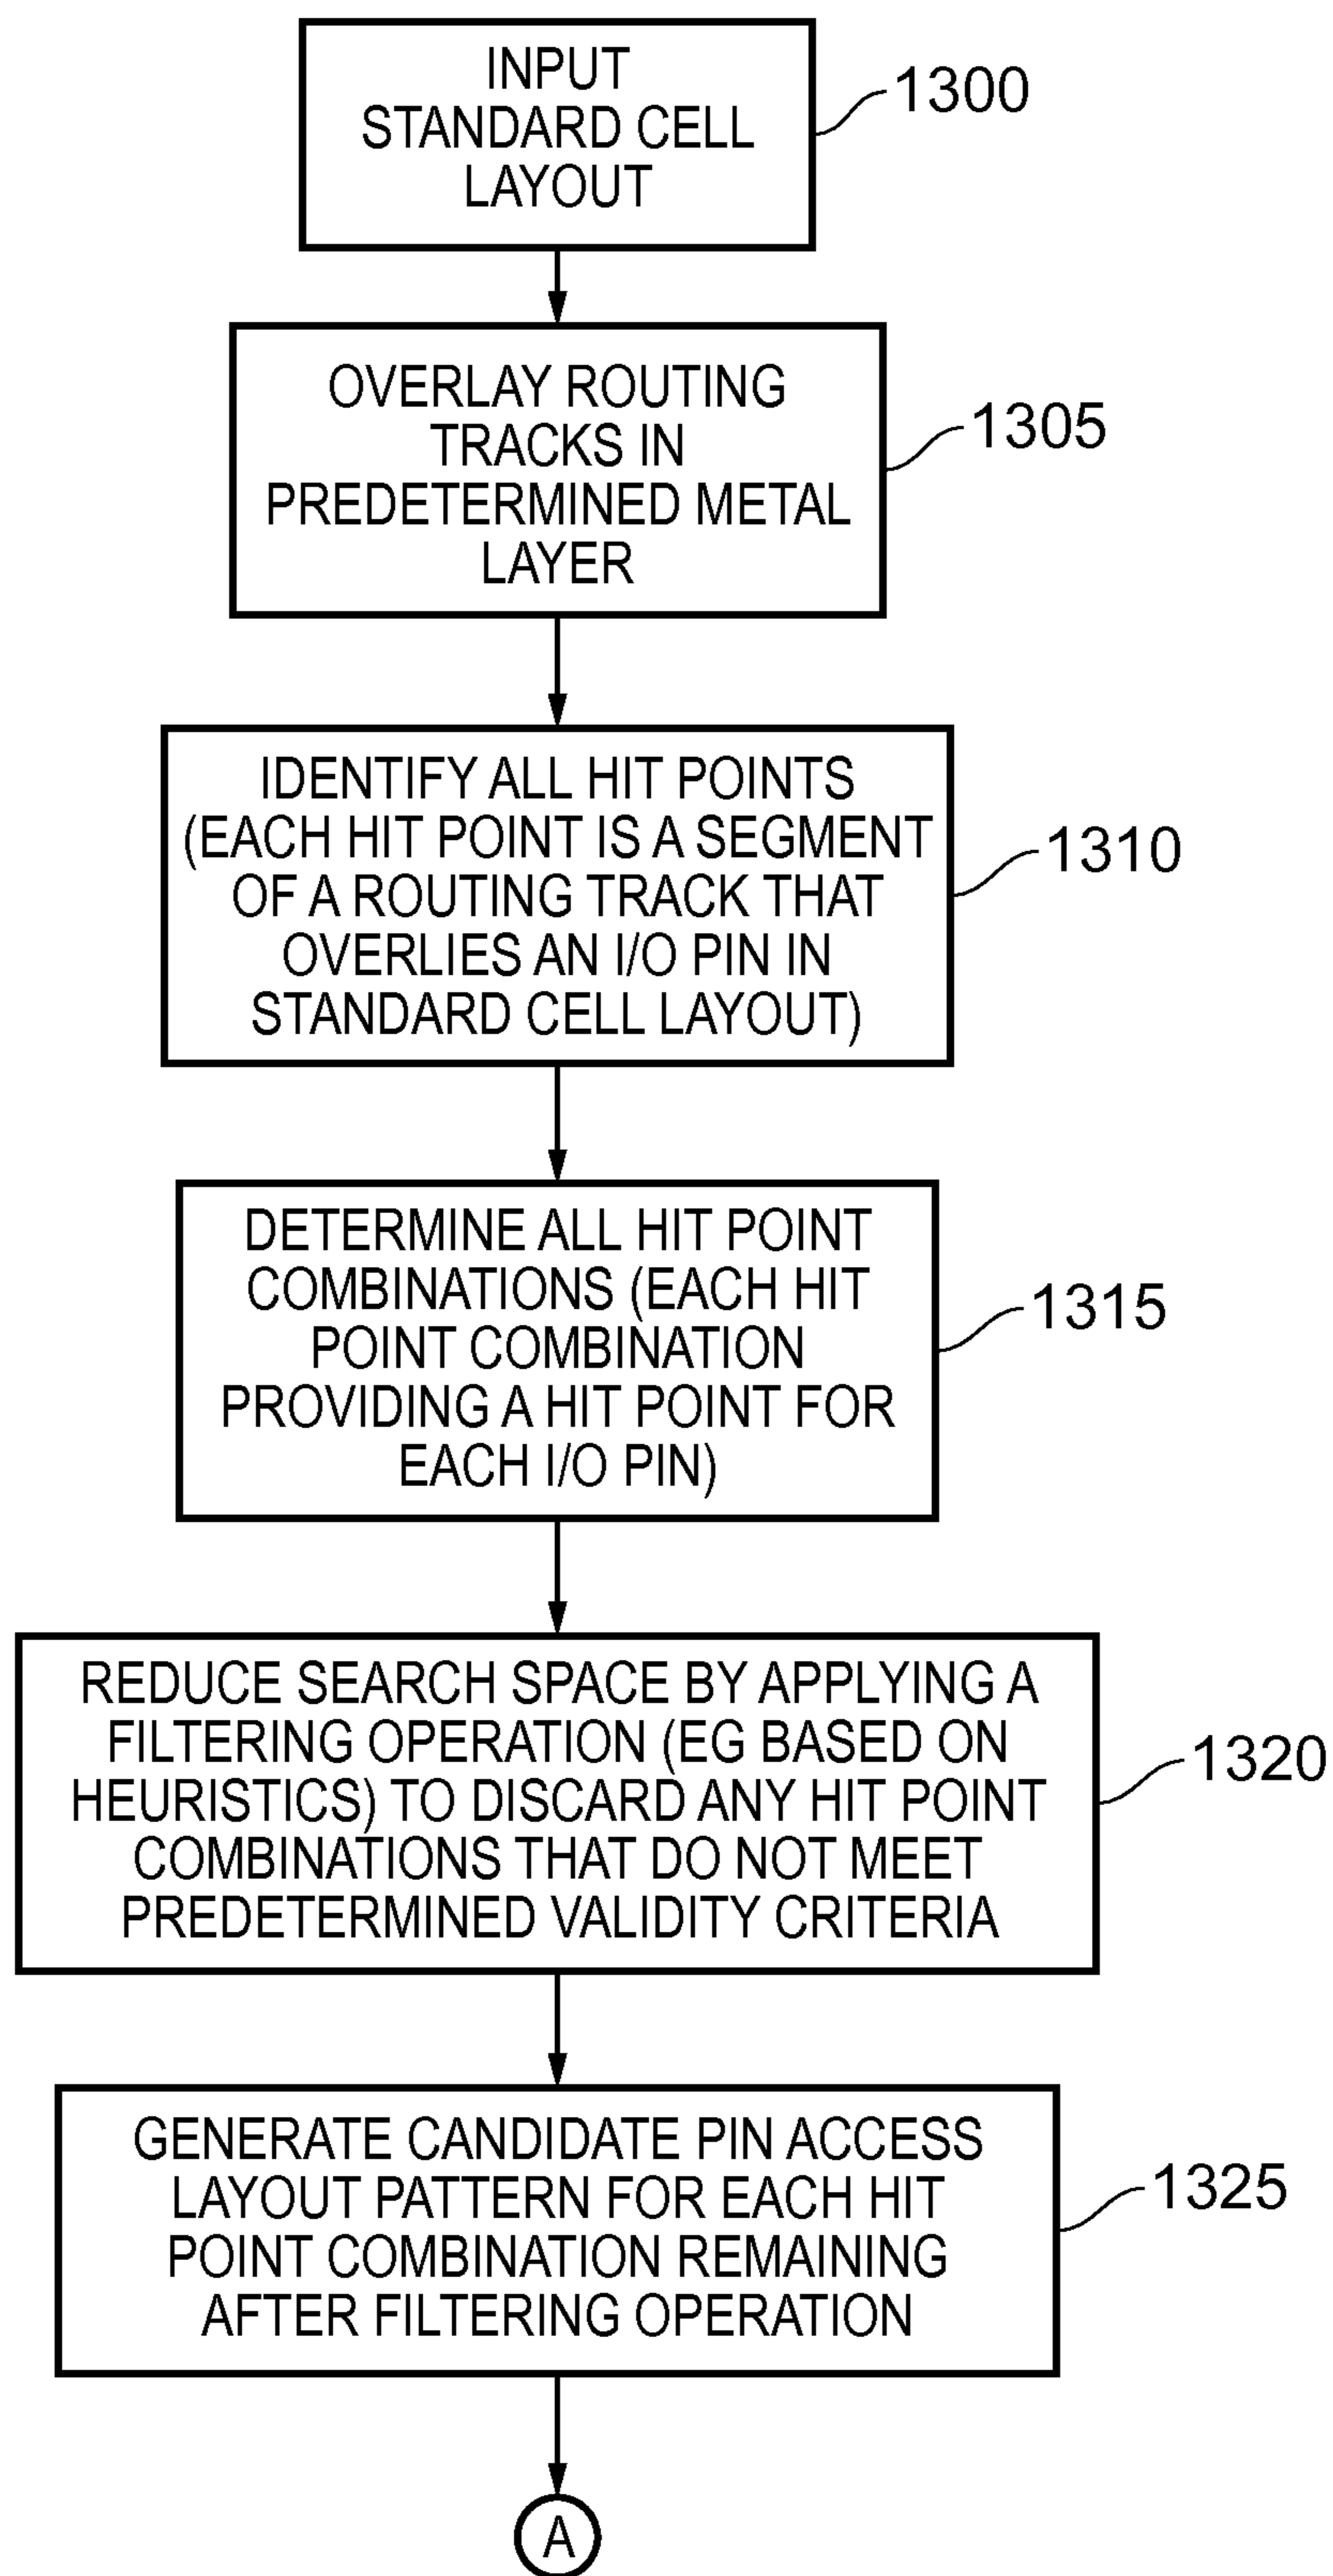 INPUT
STANDARD CELL
LAYOUT
1300
OVERLAY ROUTING
TRACKS IN
PREDETERMINED METAL
LAYER
1305
IDENTIFY ALL HIT POINTS
(EACH HIT POINT IS A SEGMENT
OF A ROUTING TRACK THAT
OVERLIES AN I/O PIN IN
STANDARD CELL LAYOUT)
1310
DETERMINE ALL HIT POINT
COMBINATIONS (EACH HIT
POINT COMBINATION
PROVIDING A HIT POINT FOR
EACH I/O PIN)
1315
REDUCE SEARCH SPACE BY APPLYING A
FILTERING OPERATION (EG BASED ON
HEURISTICS) TO DISCARD ANY HIT POINT
COMBINATIONS THAT DO NOT MEET
PREDETERMINED VALIDITY CRITERIA
1320
GENERATE CANDIDATE PIN ACCESS
LAYOUT PATTERN FOR EACH HIT
POINT COMBINATION REMAINING
AFTER FILTERING OPERATION
1325
A